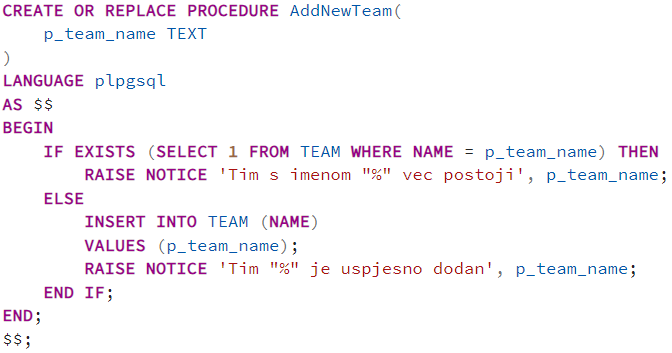 CREATE OR REPLACE PROCEDURE AddNewTeam(
    p_team_name TEXT
)
LANGUAGE plpgsql
AS $$
BEGIN
    IF EXISTS (SELECT 1 FROM TEAM WHERE NAME = p_team_name) THEN
        RAISE NOTICE 'Tim s imenom "%" vec postoji', p_team_name;
    ELSE
        INSERT INTO TEAM (NAME)
        VALUES (p_team_name);
        RAISE NOTICE 'Tim "%" je uspjesno dodan', p_team_name;
    END IF;
END;
$$;